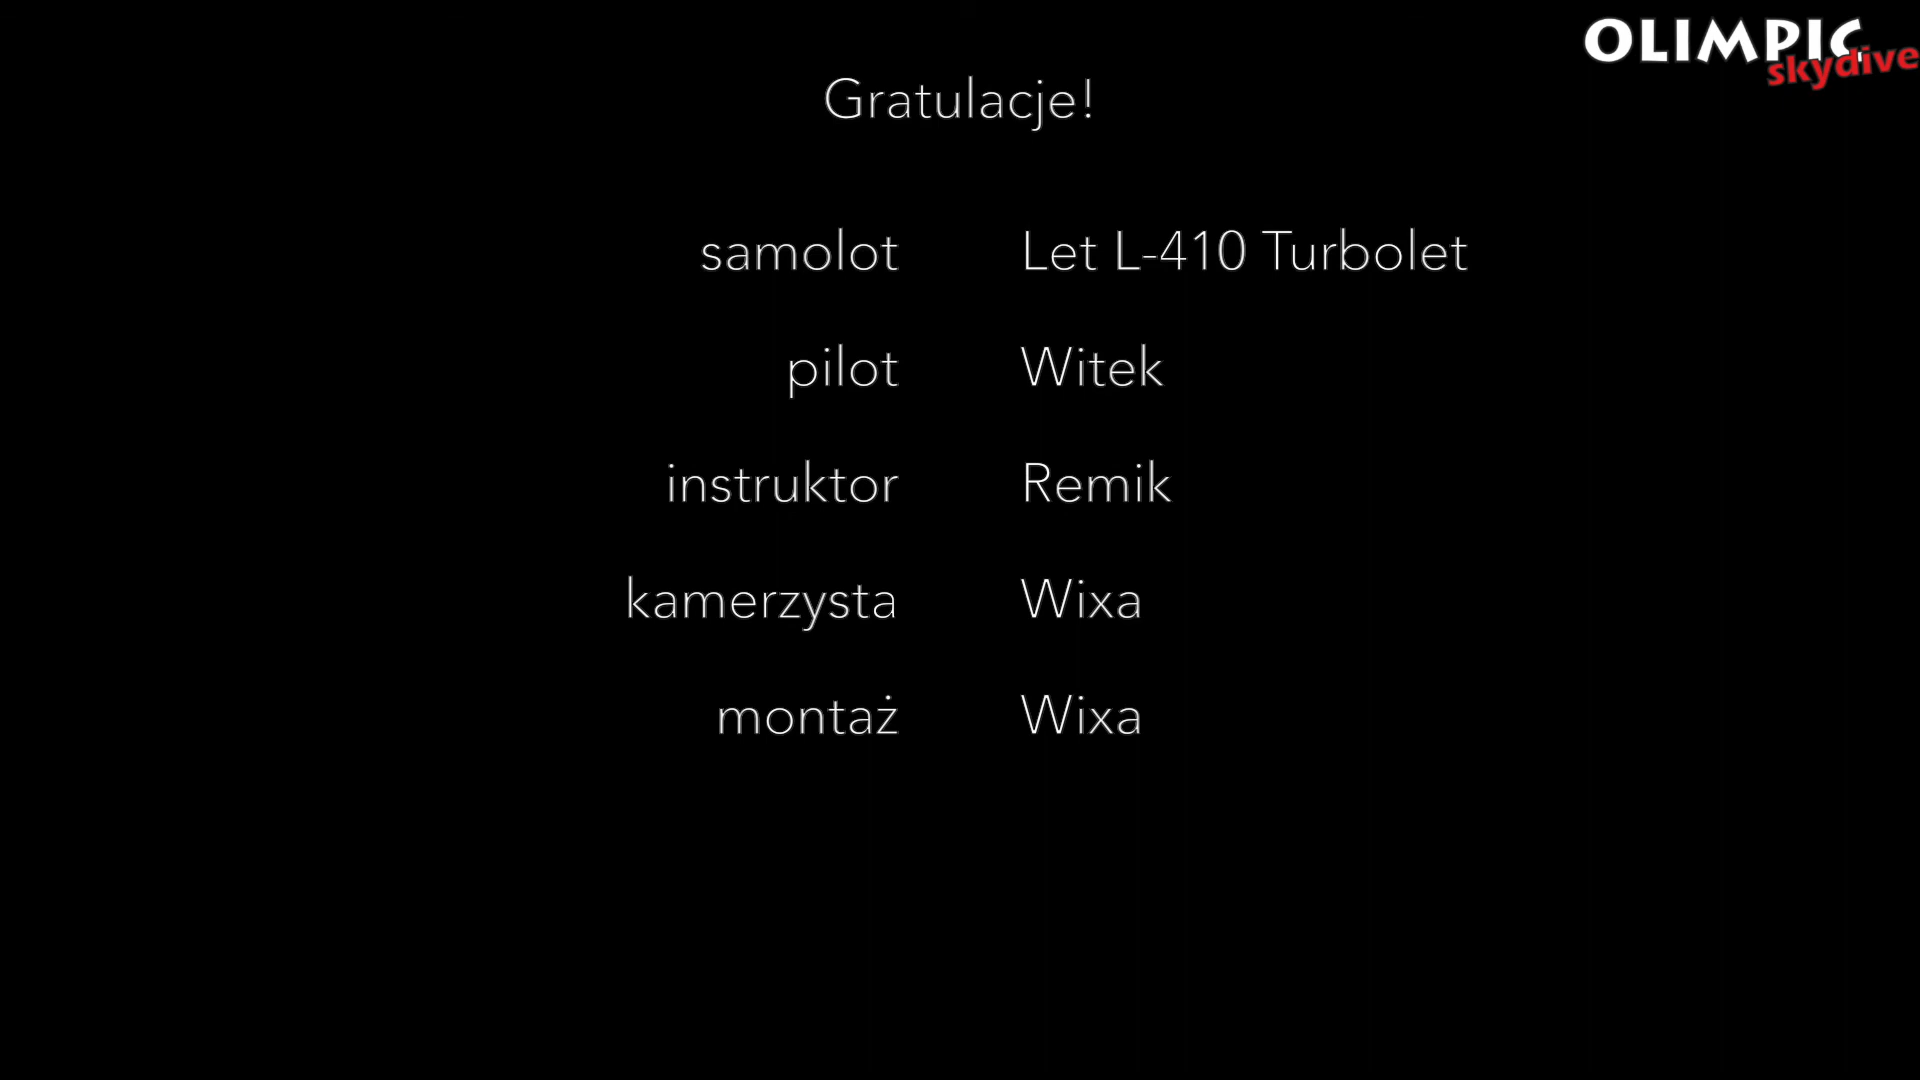 OLIMPIC
skydive
Gratulacje!
samolot Let L-410 Turbolet
pilot Witek
instruktor Remik
kamerzysta Wixa
montaż Wixa